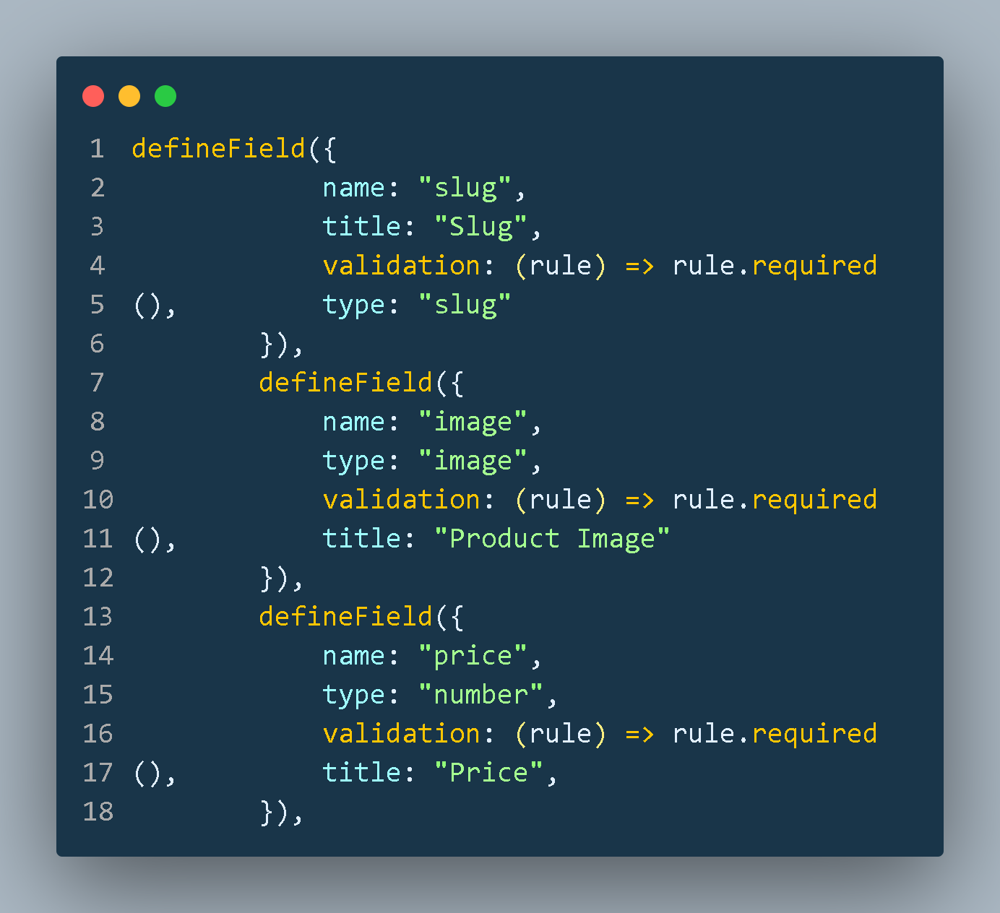 1 defineField({
2 name: "slug",
3 title: "Slug",
4 validation: (rule) => rule.required
5 (), type: "slug"
6 }),
7 defineField({
8 name: "image",
9 type: "image",
10 validation: (rule) => rule.required
11 (), title: "Product Image"
12 }),
13 defineField({
14 name: "price",
15 type: "number",
16 validation: (rule) => rule.required
17 (), title: "Price",
18 }),